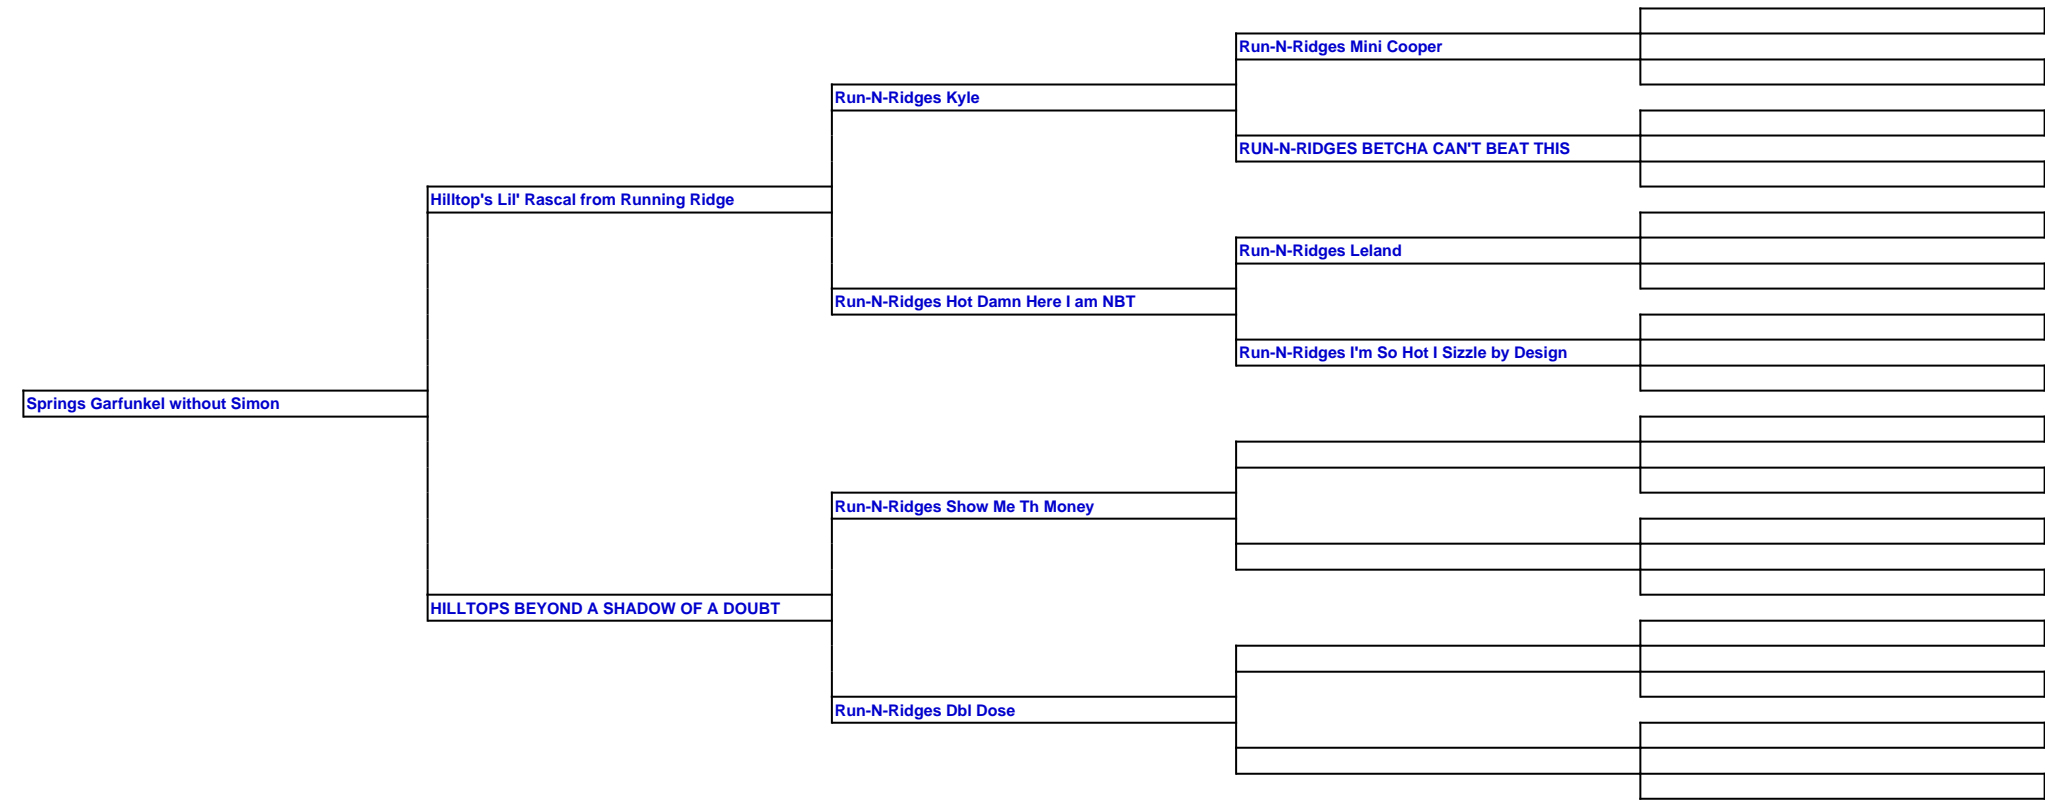 Run-N-Ridges Mini Cooper
Run-N-Ridges Kyle
RUN-N-RIDGES BETCHA CAN'T BEAT THIS
Hilltop's Lil' Rascal from Running Ridge
Run-N-Ridges Leland
Run-N-Ridges Hot Damn Here I am NBT
Run-N-Ridges I'm So Hot I Sizzle by Design
Springs Garfunkel without Simon
Run-N-Ridges Show Me Th Money
HILLTOPS BEYOND A SHADOW OF A DOUBT
Run-N-Ridges Dbl Dose